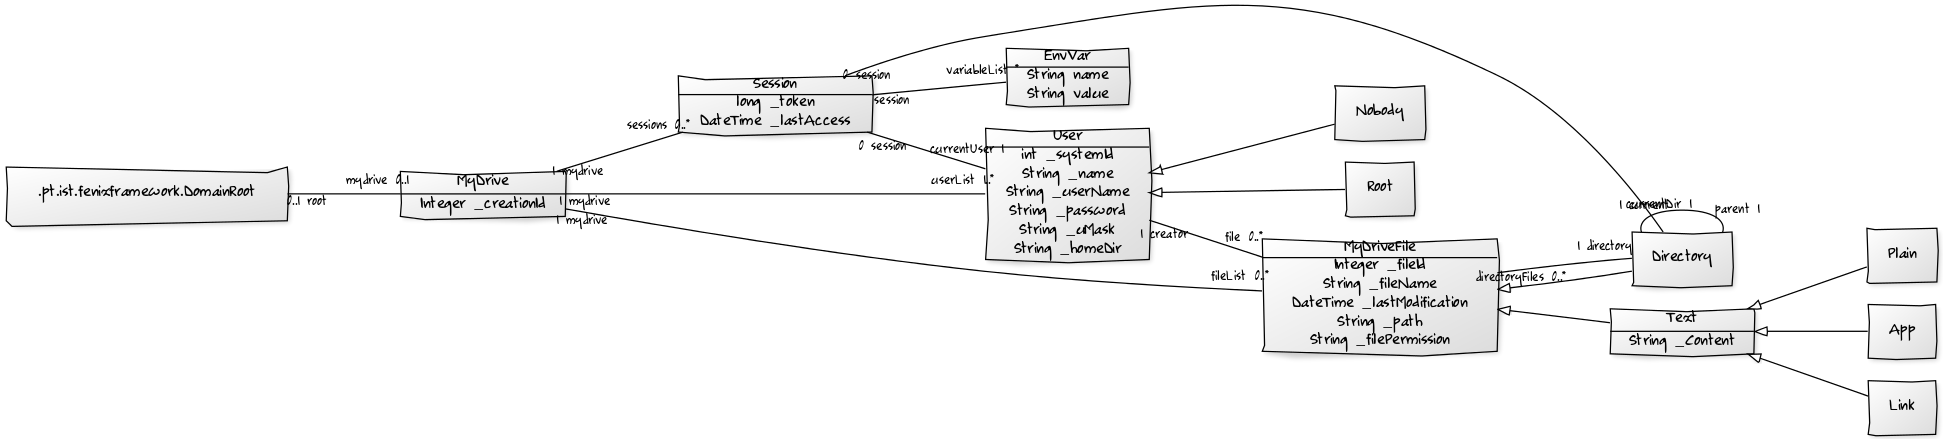 .pt.ist.fenixframework.DomainRoot
mydrive 0..1
0..1 root
MyDrive
Integer _creationId
1 mydrive
1 mydrive
1 mydrive
sessions 0..*
Session
long _token
DateTime _lastAccess
0 session
session
0 session
variableList *
EnvVar
String name
String value
currentUser 1
userList 1..*
User
int _systemId
String _name
String _userName
String _password
String _uMask
String _homeDir
Nobody
Root
1 creator
file 0..*
fileList 0..*
MyDriveFile
Integer _fileId
String _fileName
DateTime _lastModification
String _path
String _filePermission
1 directory
directoryFiles 0..*
currentDir 1
parent 1
Directory
Text
String _Content
Plain
App
Link